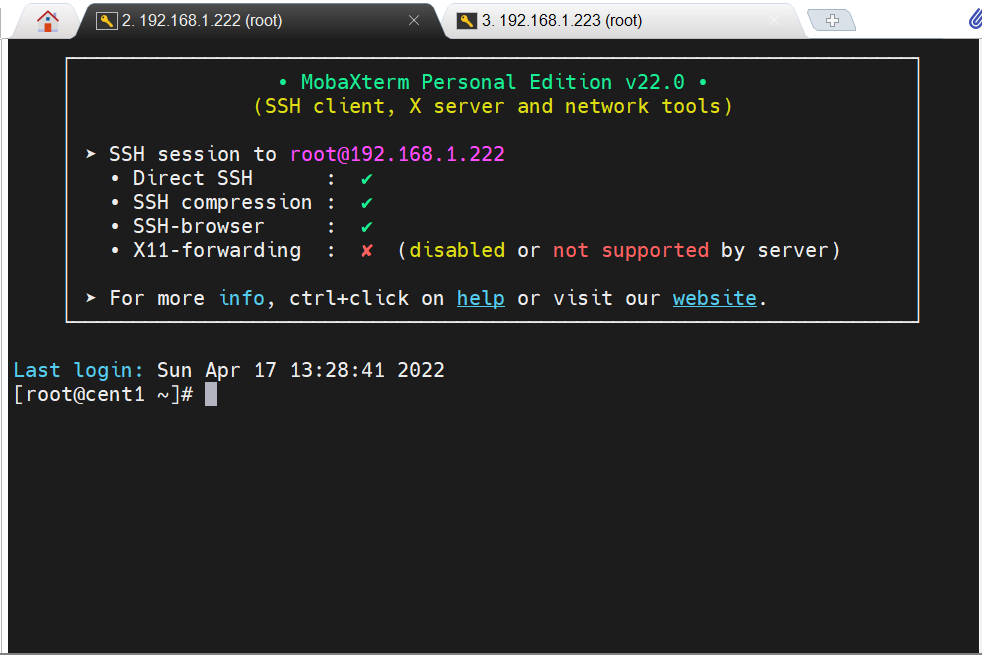 2. 192.168.1.222 (root)
3. 192.168.1.223 (root)
• MobaXterm Personal Edition v22.0 •
(SSH client, X server and network tools)
➤ SSH session to root@192.168.1.222
• Direct SSH : ✔
• SSH compression : ✔
• SSH-browser : ✔
• X11-forwarding : ✘ (disabled or not supported by server)
➤ For more info, ctrl+click on help or visit our website.
Last login: Sun Apr 17 13:28:41 2022
[root@cent1 ~]#